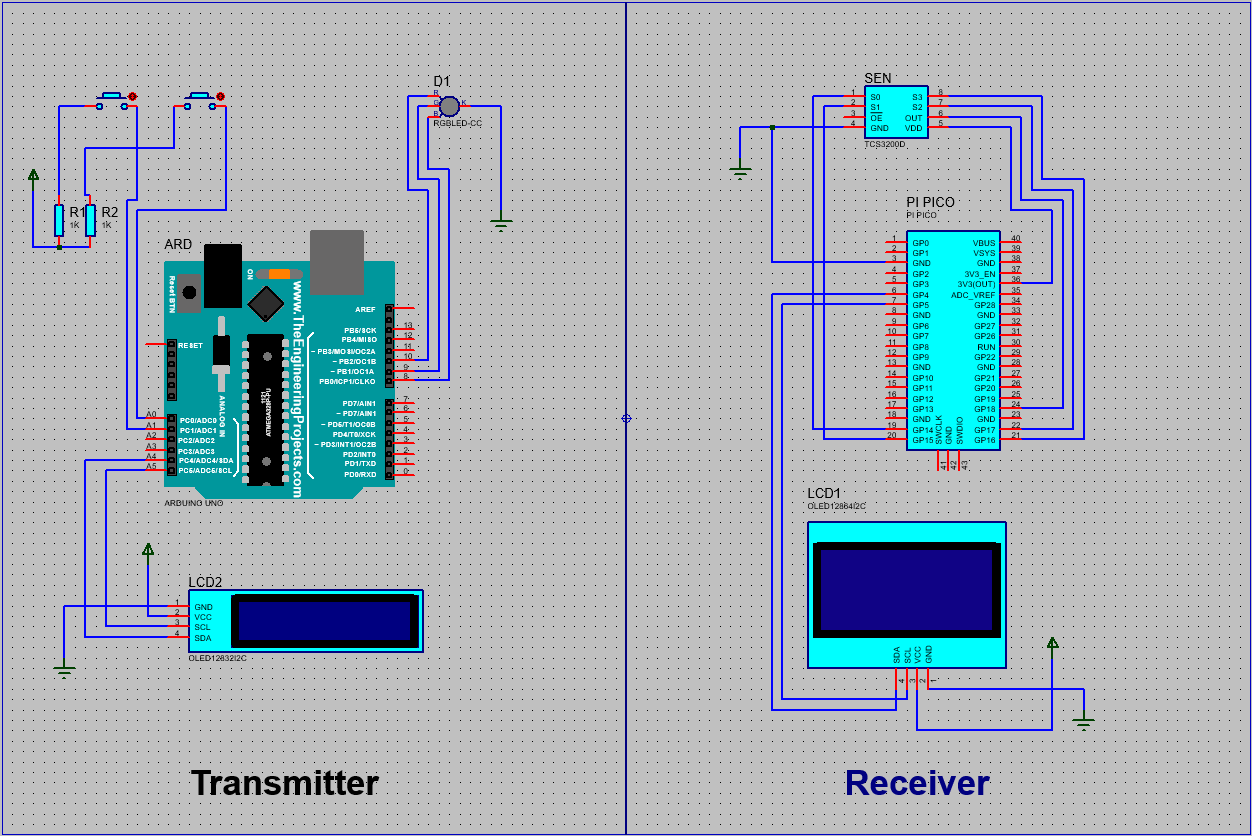 D1
R
G
B
K
RGBLED-CC
R1
1K
R2
1K
ARD
Reset BTN
ON
www.TheEngineeringProjects.com
AREF
PB5/SCK 13
PB4/MISO 12
~ PB3/MOSI/OC2A 11
~ PB2/OC1B 10
~ PB1/OC1A 9
PB0/ICP1/CLKO 8
RESET
ANALOG IN
1121
ATMEGA328P-PU
A0 PC0/ADC0
A1 PC1/ADC1
A2 PC2/ADC2
A3 PC3/ADC3
A4 PC4/ADC4/SDA
A5 PC5/ADC5/SCL
PD7/AIN1 7
~ PD7/AIN1 6
~ PD5/T1/OC0B 5
PD4/T0/XCK 4
~ PD3/INT1/OC2B 3
PD2/INT0 2
PD1/TXD 1
PD0/RXD 0
ARDUINO UNO
LCD2
1 GND
2 VCC
3 SCL
4 SDA
OLED12832I2C
Transmitter
SEN
1 S0 S3 8
2 S1 S2 7
3 OE OUT 6
4 GND VDD 5
TCS3200D
PI PICO
PI PICO
1 GP0 VBUS 40
2 GP1 VSYS 39
3 GND GND 38
4 GP2 3V3_EN 37
5 GP3 3V3(OUT) 36
6 GP4 ADC_VREF 35
7 GP5 GP28 34
8 GND GND 33
9 GP6 GP27 32
10 GP7 GP26 31
11 GP8 RUN 30
12 GP9 GP22 29
13 GND GND 28
14 GP10 GP21 27
15 GP11 GP20 26
16 GP12 GP19 25
17 GP13 GP18 24
18 GND GND 23
19 GP14 GP17 22
20 GP15 GP16 21
SWCLK
GND
SWDIO
41
42
43
LCD1
OLED12864I2C
SDA
SCL
VCC
GND
4
3
2
1
Receiver